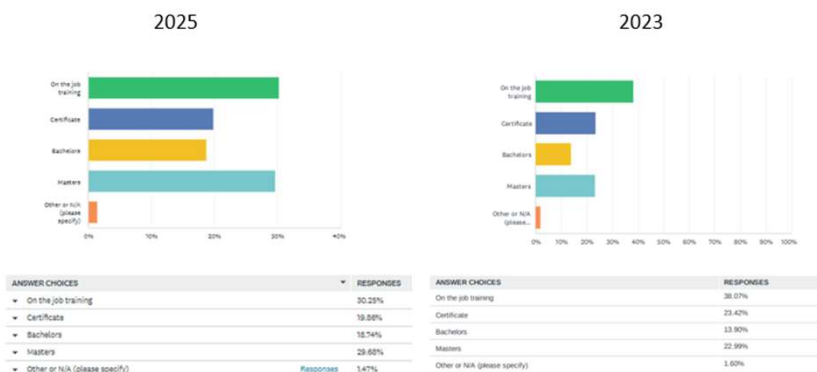 2025
On the job
training
Certificate
Bachelors
Masters
Other or N/A
(please
specify)
0% 10% 20% 30% 40%
ANSWER CHOICES RESPONSES
On the job training 30.25%
Certificate 19.86%
Bachelors 18.74%
Masters 29.68%
Other or N/A (please specify) Responses 1.47%
2023
On the job
training
Certificate
Bachelors
Masters
Other or N/A
(please...
0% 10% 20% 30% 40% 50% 60% 70% 80% 90% 100%
ANSWER CHOICES RESPONSES
On the job training 38.07%
Certificate 23.42%
Bachelors 13.90%
Masters 22.99%
Other or N/A (please specify) 1.60%